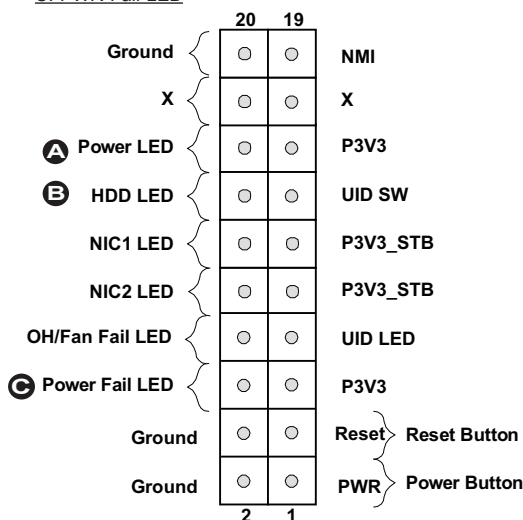 20 19
Ground NMI
X X
A Power LED P3V3
B HDD LED UID SW
NIC1 LED P3V3_STB
NIC2 LED P3V3_STB
OH/Fan Fail LED UID LED
C Power Fail LED P3V3
Ground Reset Reset Button
Ground PWR Power Button
2 1